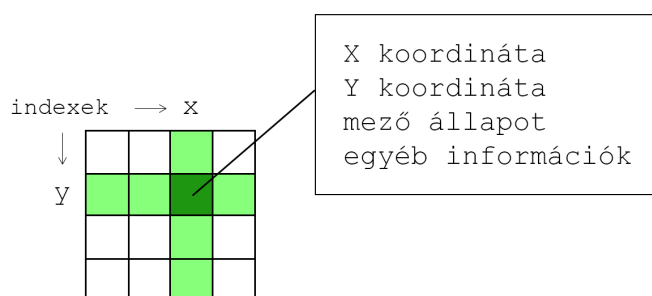 X koordináta
Y koordináta
mező állapot
egyéb információk
indexek → x
↓
y